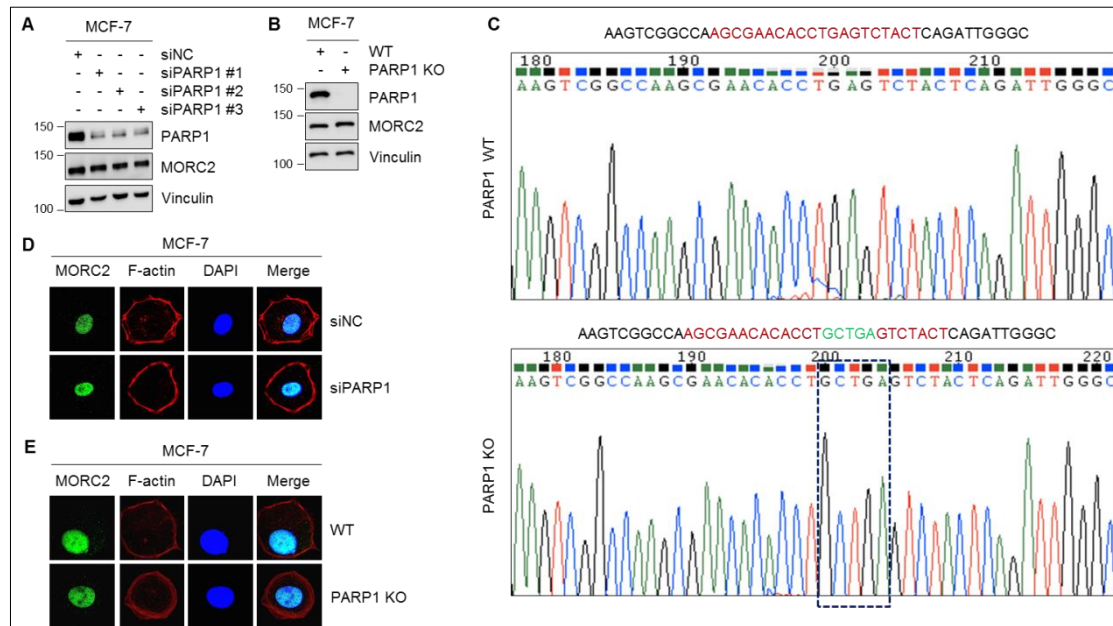 A
MCF-7
+ - - - siNC
- + - - siPARP1 #1
- - + - siPARP1 #2
- - - + siPARP1 #3
150
PARP1
150
MORC2
Vinculin
100
B
MCF-7
+ - WT
- + PARP1 KO
150
PARP1
150
MORC2
Vinculin
100
C
AAGTCGGCCAAGCGAACACCTGAGTCTACTCAGATTGGGC
180 190 200 210
AAGTCGGCCAAGCGAACACCTGAGTCTACTCAGATTGGGC
PARP1 WT
AAGTCGGCCAAGCGAACACACCTGCTGAGTCTACTCAGATTGGGC
180 190 200 210 220
AAGTCGGCCAAGCGAACACACCTGCTGAGTCTACTCAGATTGGGC
PARP1 KO
D
MCF-7
MORC2 F-actin DAPI Merge
siNC
siPARP1
E
MCF-7
MORC2 F-actin DAPI Merge
WT
PARP1 KO